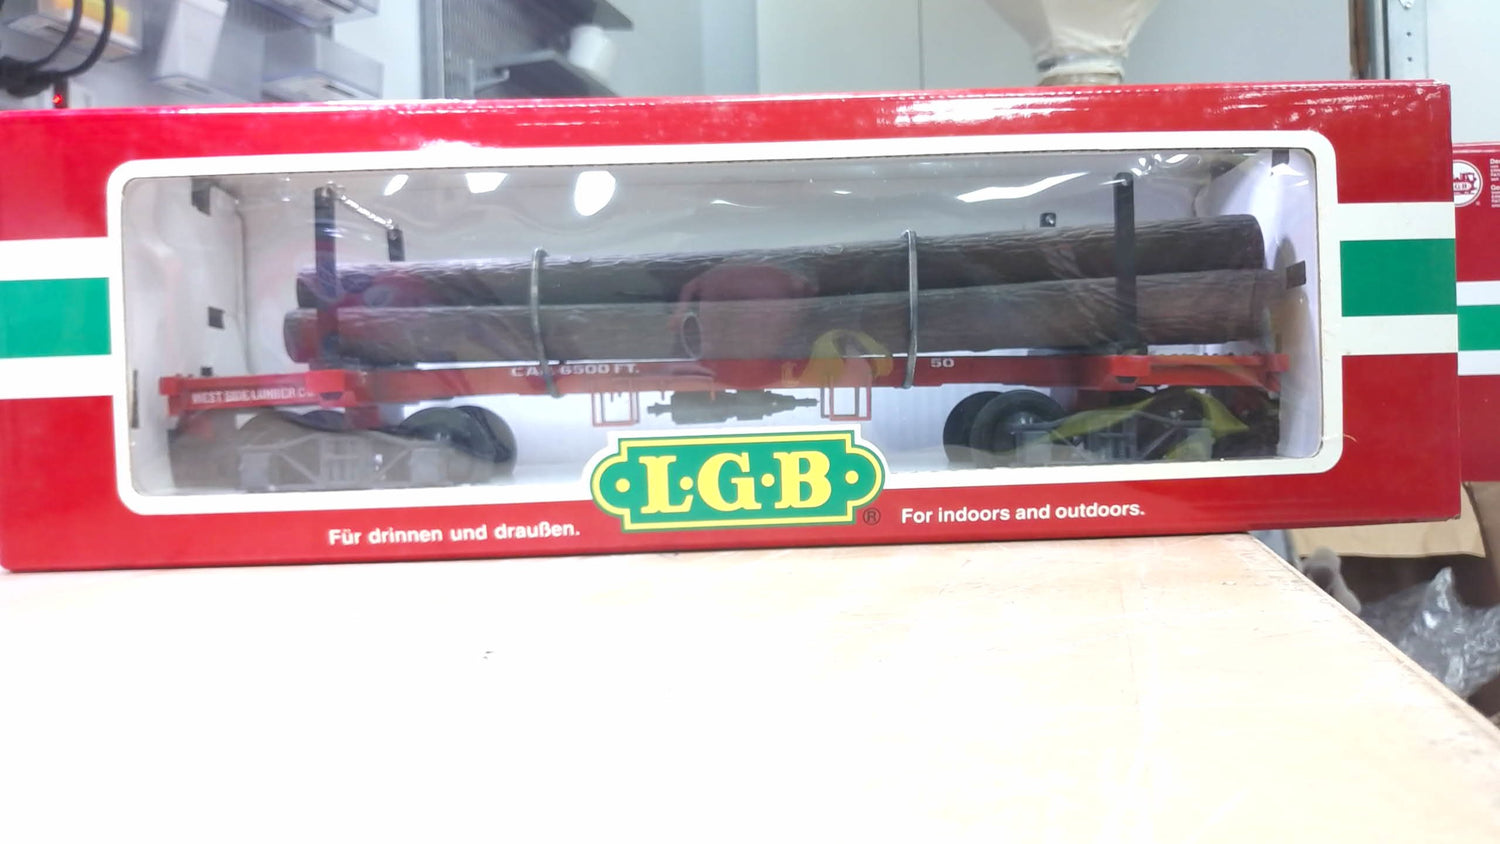 WEST SIDE LUMBER CO.
CAP. 6500 FT.
50
L·G·B
®
Für drinnen und draußen.
For indoors and outdoors.